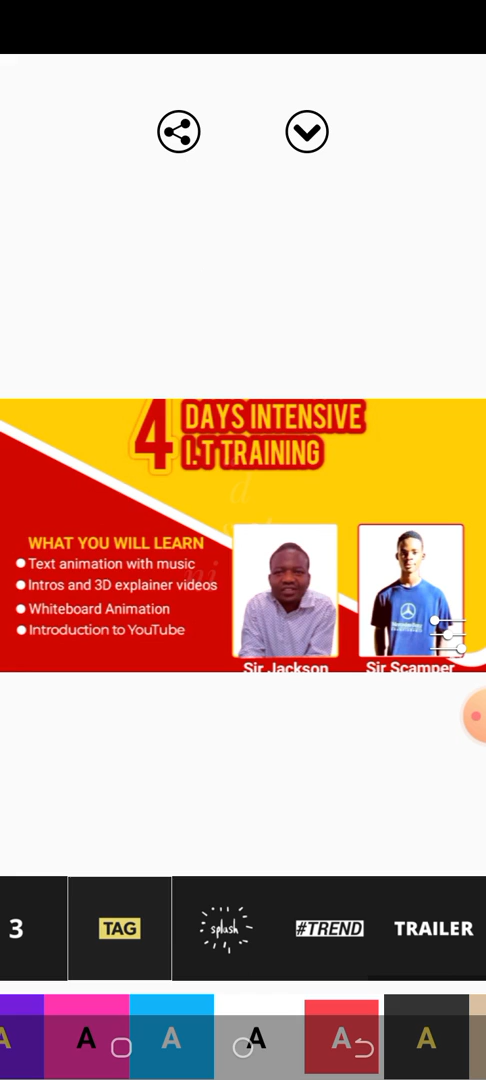 4 DAYS INTENSIVE
I.T TRAINING
WHAT YOU WILL LEARN
Text animation with music
Intros and 3D explainer videos
Whiteboard Animation
Introduction to YouTube
Sir Jackson
Sir Scamper
3
TAG
splash
#TREND
TRAILER
A A A A A A